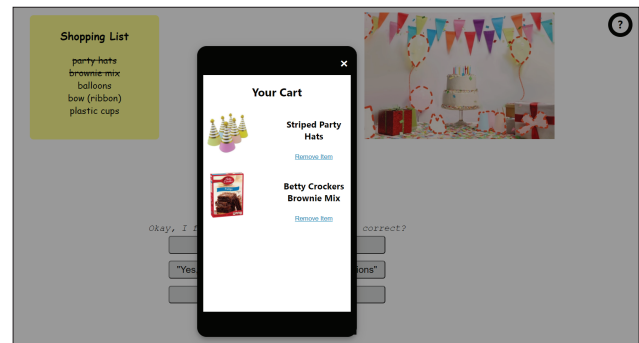 ?
Shopping List
party hats
brownie mix
balloons
bow (ribbon)
plastic cups
×
Your Cart
Striped Party
Hats
Remove Item
Betty Crockers
Brownie Mix
Remove Item
Okay, I f correct?
"Yes, ions"